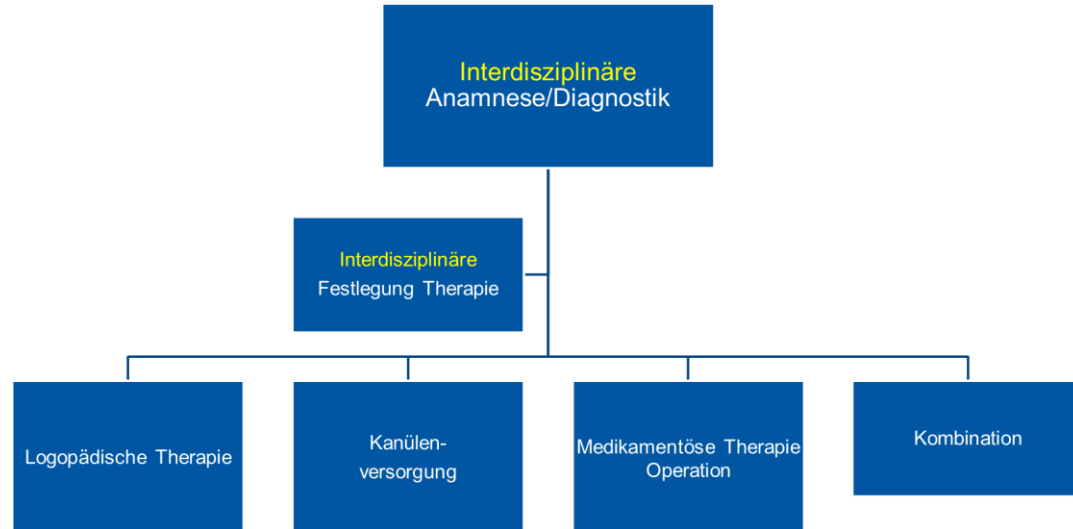 Interdisziplinäre
Anamnese/Diagnostik
Interdisziplinäre
Festlegung Therapie
Logopädische Therapie
Kanülen-
versorgung
Medikamentöse Therapie
Operation
Kombination